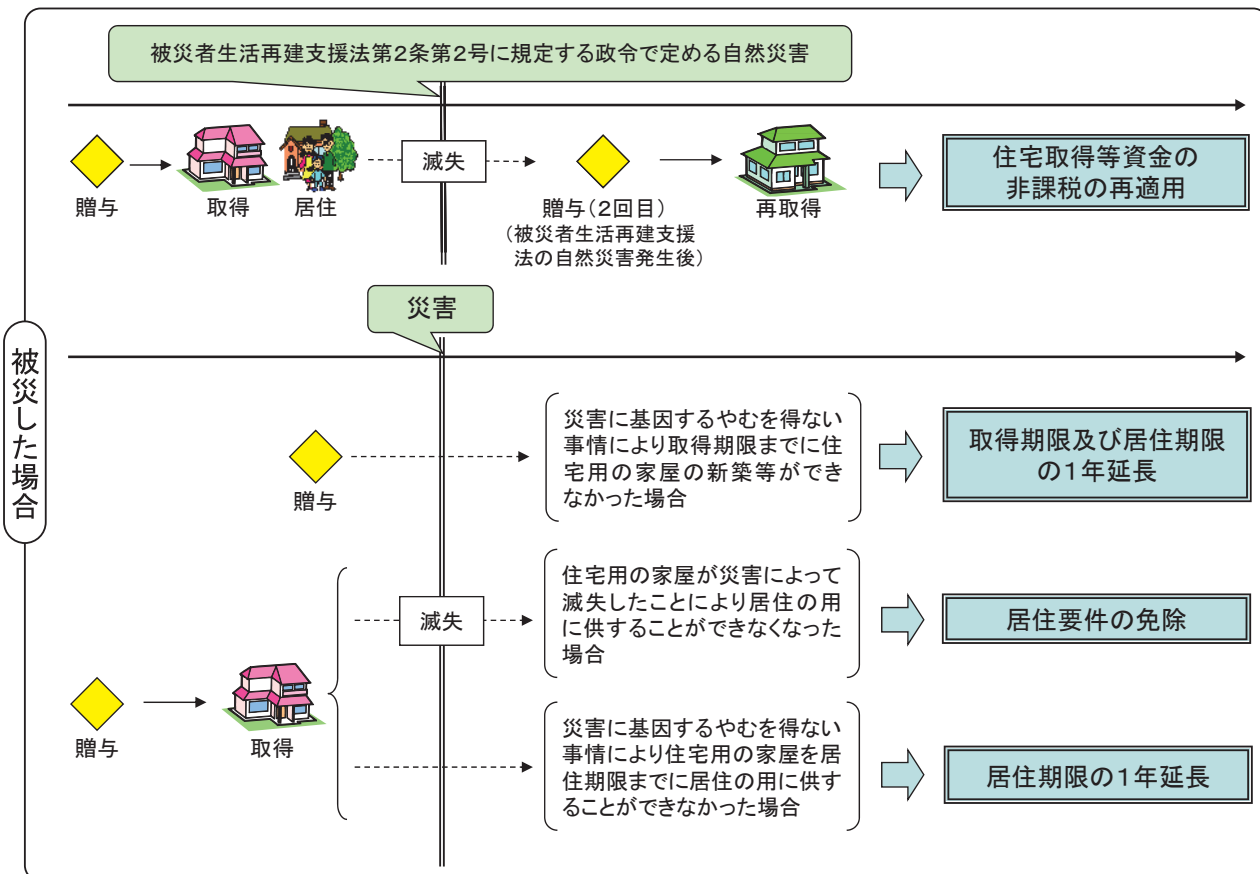 被災した場合
被災者生活再建支援法第2条第2号に規定する政令で定める自然災害
贈与
取得
居住
滅失
贈与(2回目)
(被災者生活再建支援
法の自然災害発生後)
再取得
住宅取得等資金の
非課税の再適用
災害
贈与
災害に基因するやむを得ない
事情により取得期限までに住
宅用の家屋の新築等ができ
なかった場合
取得期限及び居住期限
の1年延長
贈与
取得
滅失
住宅用の家屋が災害によって
滅失したことにより居住の用
に供することができなくなった
場合
居住要件の免除
災害に基因するやむを得ない
事情により住宅用の家屋を居
住期限までに居住の用に供す
ることができなかった場合
居住期限の1年延長